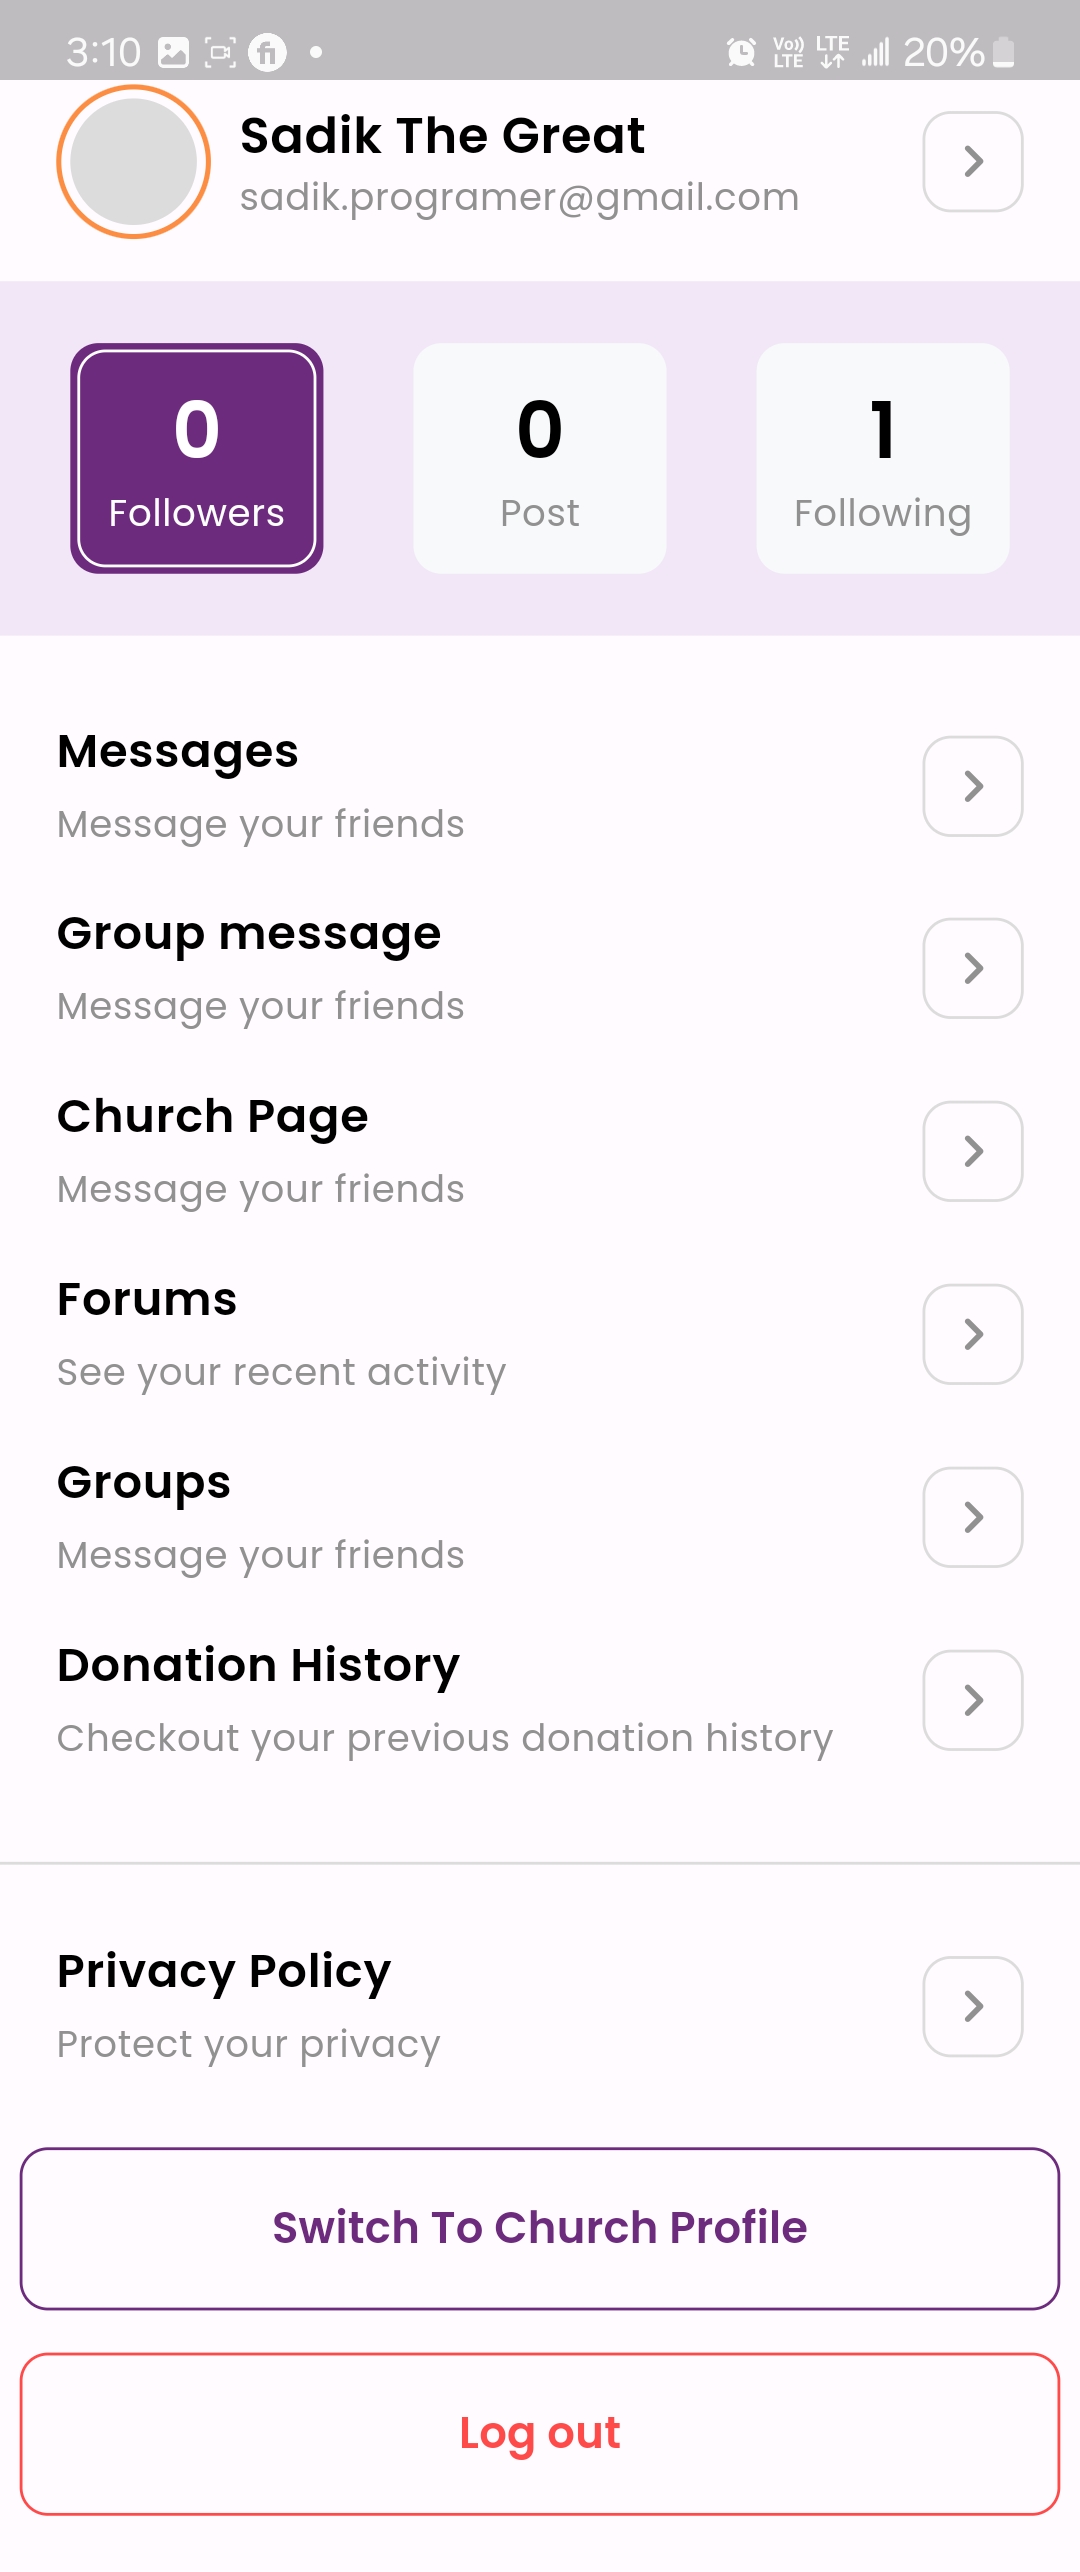 3:10 fi Vo)) LTE LTE 20%
Sadik The Great
sadik.programer@gmail.com
0 0 1
Followers Post Following
Messages
Message your friends
Group message
Message your friends
Church Page
Message your friends
Forums
See your recent activity
Groups
Message your friends
Donation History
Checkout your previous donation history
Privacy Policy
Protect your privacy
Switch To Church Profile
Log out